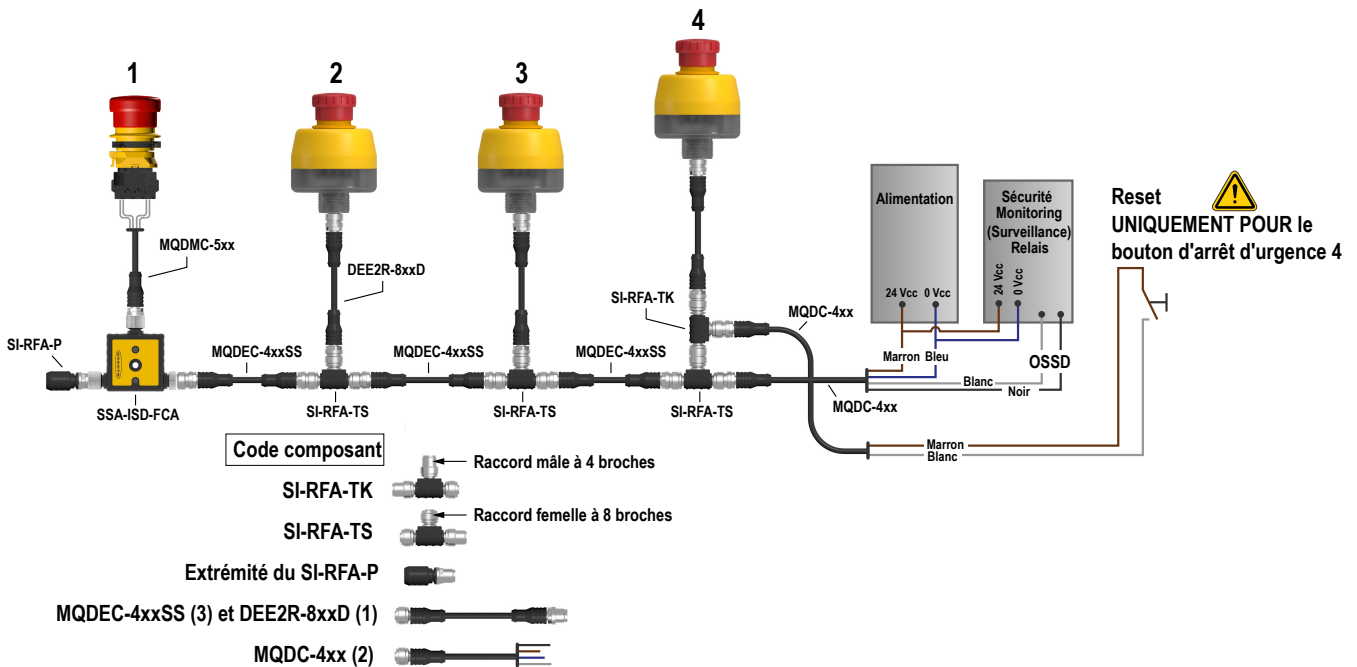 1
2
3
4
MQDMC-5xx
DEE2R-8xxD
SI-RFA-P
SSA-ISD-FCA
MQDEC-4xxSS
SI-RFA-TS
MQDEC-4xxSS
SI-RFA-TS
MQDEC-4xxSS
SI-RFA-TK
SI-RFA-TS
MQDC-4xx
MQDC-4xx
Alimentation
24 Vcc
0 Vcc
Marron
Bleu
Sécurité
Monitoring
(Surveillance)
Relais
24 Vcc
0 Vcc
OSSD
Blanc
Noir
Marron
Blanc
Reset
UNIQUEMENT POUR le
bouton d'arrêt d'urgence 4
Code composant
SI-RFA-TK
Raccord mâle à 4 broches
SI-RFA-TS
Raccord femelle à 8 broches
Extrémité du SI-RFA-P
MQDEC-4xxSS (3) et DEE2R-8xxD (1)
MQDC-4xx (2)